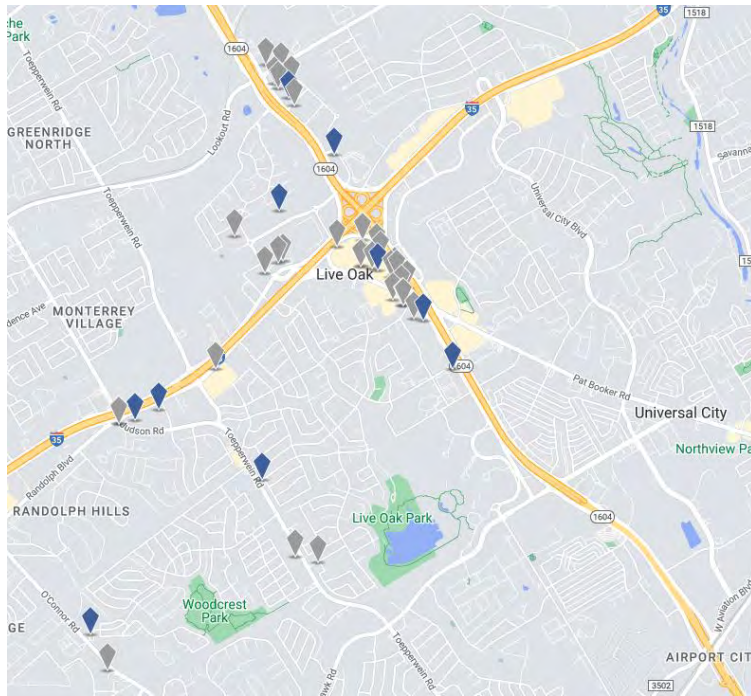 che
Park
1604
35
1518
GREENRIDGE
NORTH
Toepperwein Rd
Lookout Rd
35
1518
1604
Savanna
Toepperwein Rd
Universal City Blvd
15
Live Oak
dence Ave
MONTERREY
VILLAGE
1604
Pat Booker Rd
Universal City
35
Judson Rd
Northview Pa
Randolph Blvd
Toepperwein Rd
RANDOLPH HILLS
Live Oak Park
1604
O'Connor Rd
Woodcrest
Park
GE
W Aviation Blvd
Toepperwein Rd
AIRPORT CIT
wk Rd
3502